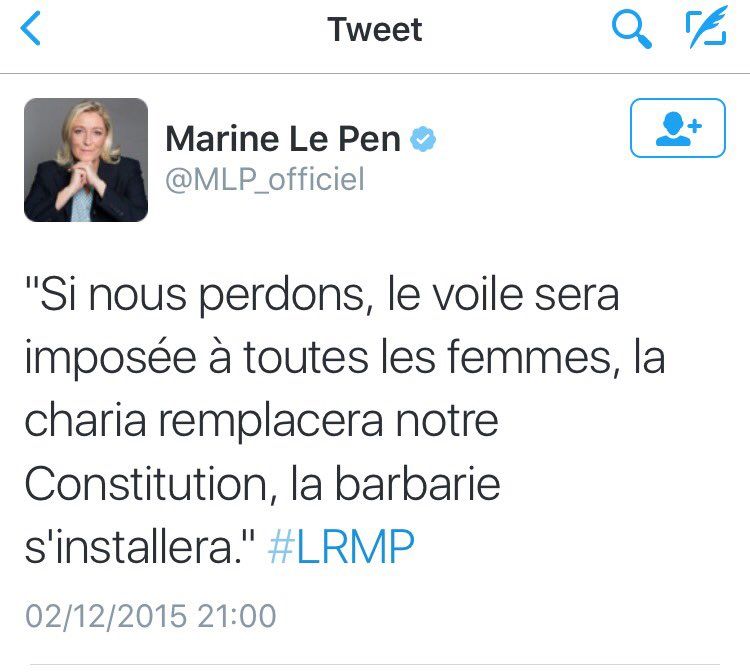 Tweet
Marine Le Pen
@MLP_officiel
"Si nous perdons, le voile sera
imposée à toutes les femmes, la
charia remplacera notre
Constitution, la barbarie
s'installera." #LRMP
02/12/2015 21:00